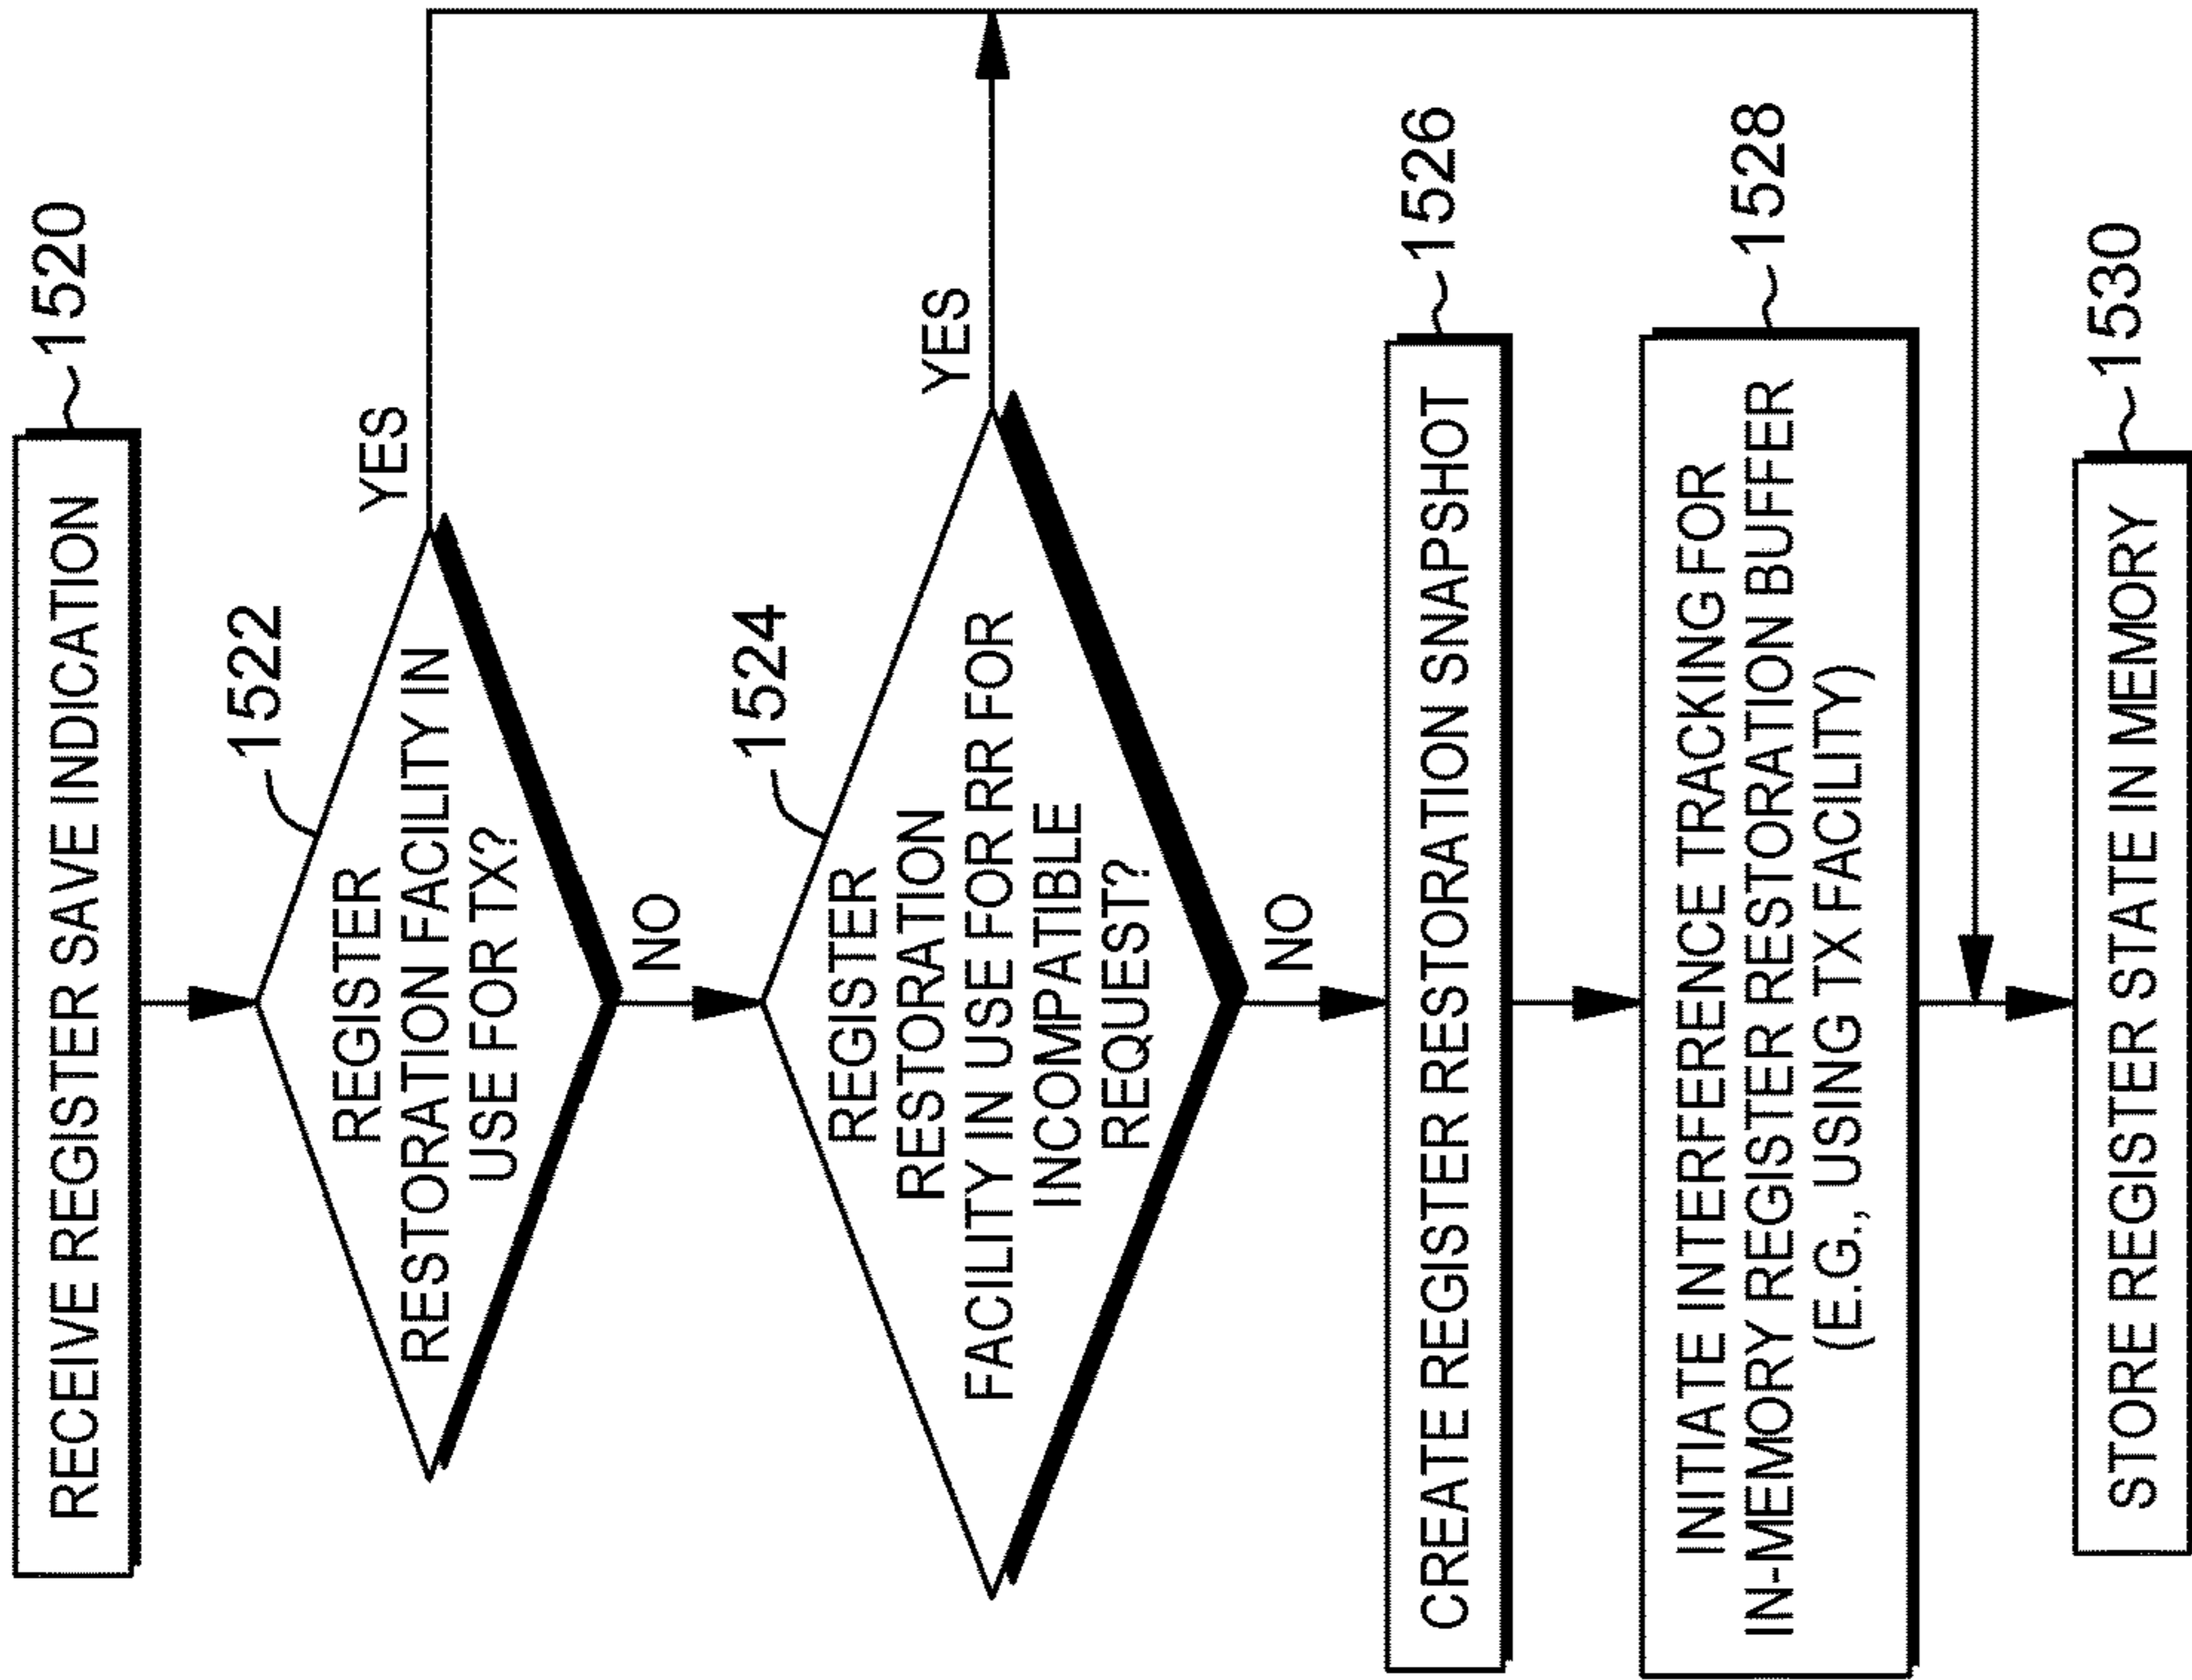 RECEIVE REGISTER SAVE INDICATION
1520
1522
REGISTER
RESTORATION FACILITY IN
USE FOR TX?
YES
NO
1524
REGISTER
RESTORATION
FACILITY IN USE FOR RR FOR
INCOMPATIBLE
REQUEST?
YES
NO
CREATE REGISTER RESTORATION SNAPSHOT
1526
INITIATE INTERFERENCE TRACKING FOR
IN-MEMORY REGISTER RESTORATION BUFFER
(E.G., USING TX FACILITY)
1528
STORE REGISTER STATE IN MEMORY
1530